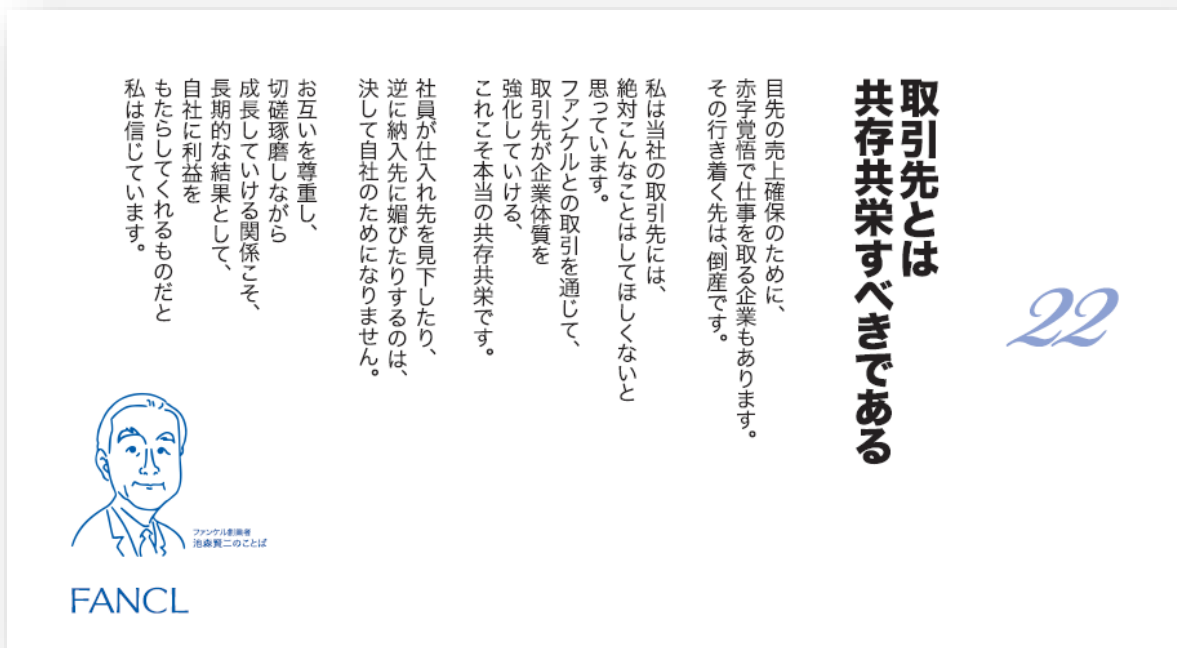 22
取引先とは
共存共栄すべきである
目先の売上確保のために、
赤字覚悟で仕事を取る企業もあります。
その行き着く先は、倒産です。
私は当社の取引先には、
絶対こんなことはしてほしくないと
思っています。
ファンケルとの取引を通じて、
取引先が企業体質を
強化していける、
これこそ本当の共存共栄です。
社員が仕入れ先を見下したり、
逆に納入先に媚びたりするのは、
決して自社のためになりません。
お互いを尊重し、
切磋琢磨しながら
成長していける関係こそ、
長期的な結果として、
自社に利益を
もたらしてくれるものだと
私は信じています。
ファンケル創業者
池森賢二のことば
FANCL